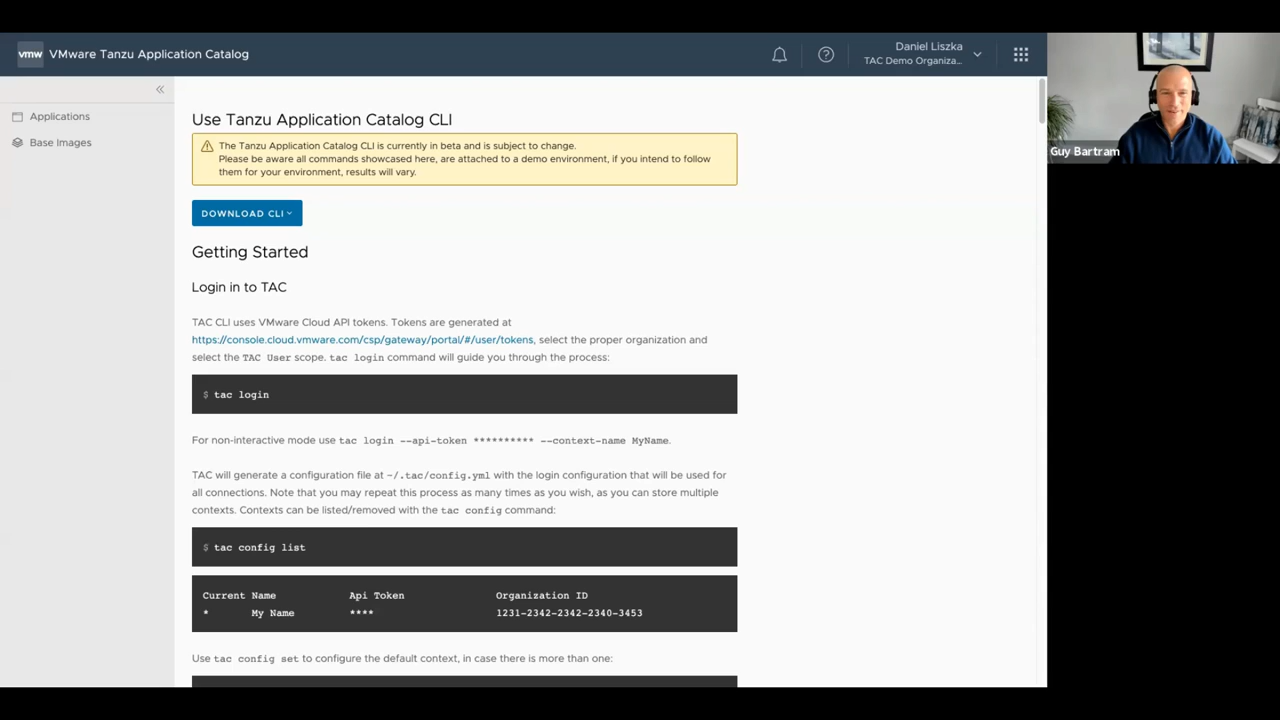 vmw VMware Tanzu Application Catalog
Daniel Liszka
TAC Demo Organiza...
Applications
Base Images
Use Tanzu Application Catalog CLI
The Tanzu Application Catalog CLI is currently in beta and is subject to change.
Please be aware all commands showcased here, are attached to a demo environment, if you intend to follow
them for your environment, results will vary.
DOWNLOAD CLI
Getting Started
Login in to TAC
TAC CLI uses VMware Cloud API tokens. Tokens are generated at
https://console.cloud.vmware.com/csp/gateway/portal/#/user/tokens, select the proper organization and
select the TAC User scope. tac login command will guide you through the process:
$ tac login
For non-interactive mode use tac login --api-token ********** --context-name MyName.
TAC will generate a configuration file at ~/.tac/config.yml with the login configuration that will be used for
all connections. Note that you may repeat this process as many times as you wish, as you can store multiple
contexts. Contexts can be listed/removed with the tac config command:
$ tac config list
Current Name Api Token Organization ID
* My Name **** 1231-2342-2342-2340-3453
Use tac config set to configure the default context, in case there is more than one:
Guy Bartram